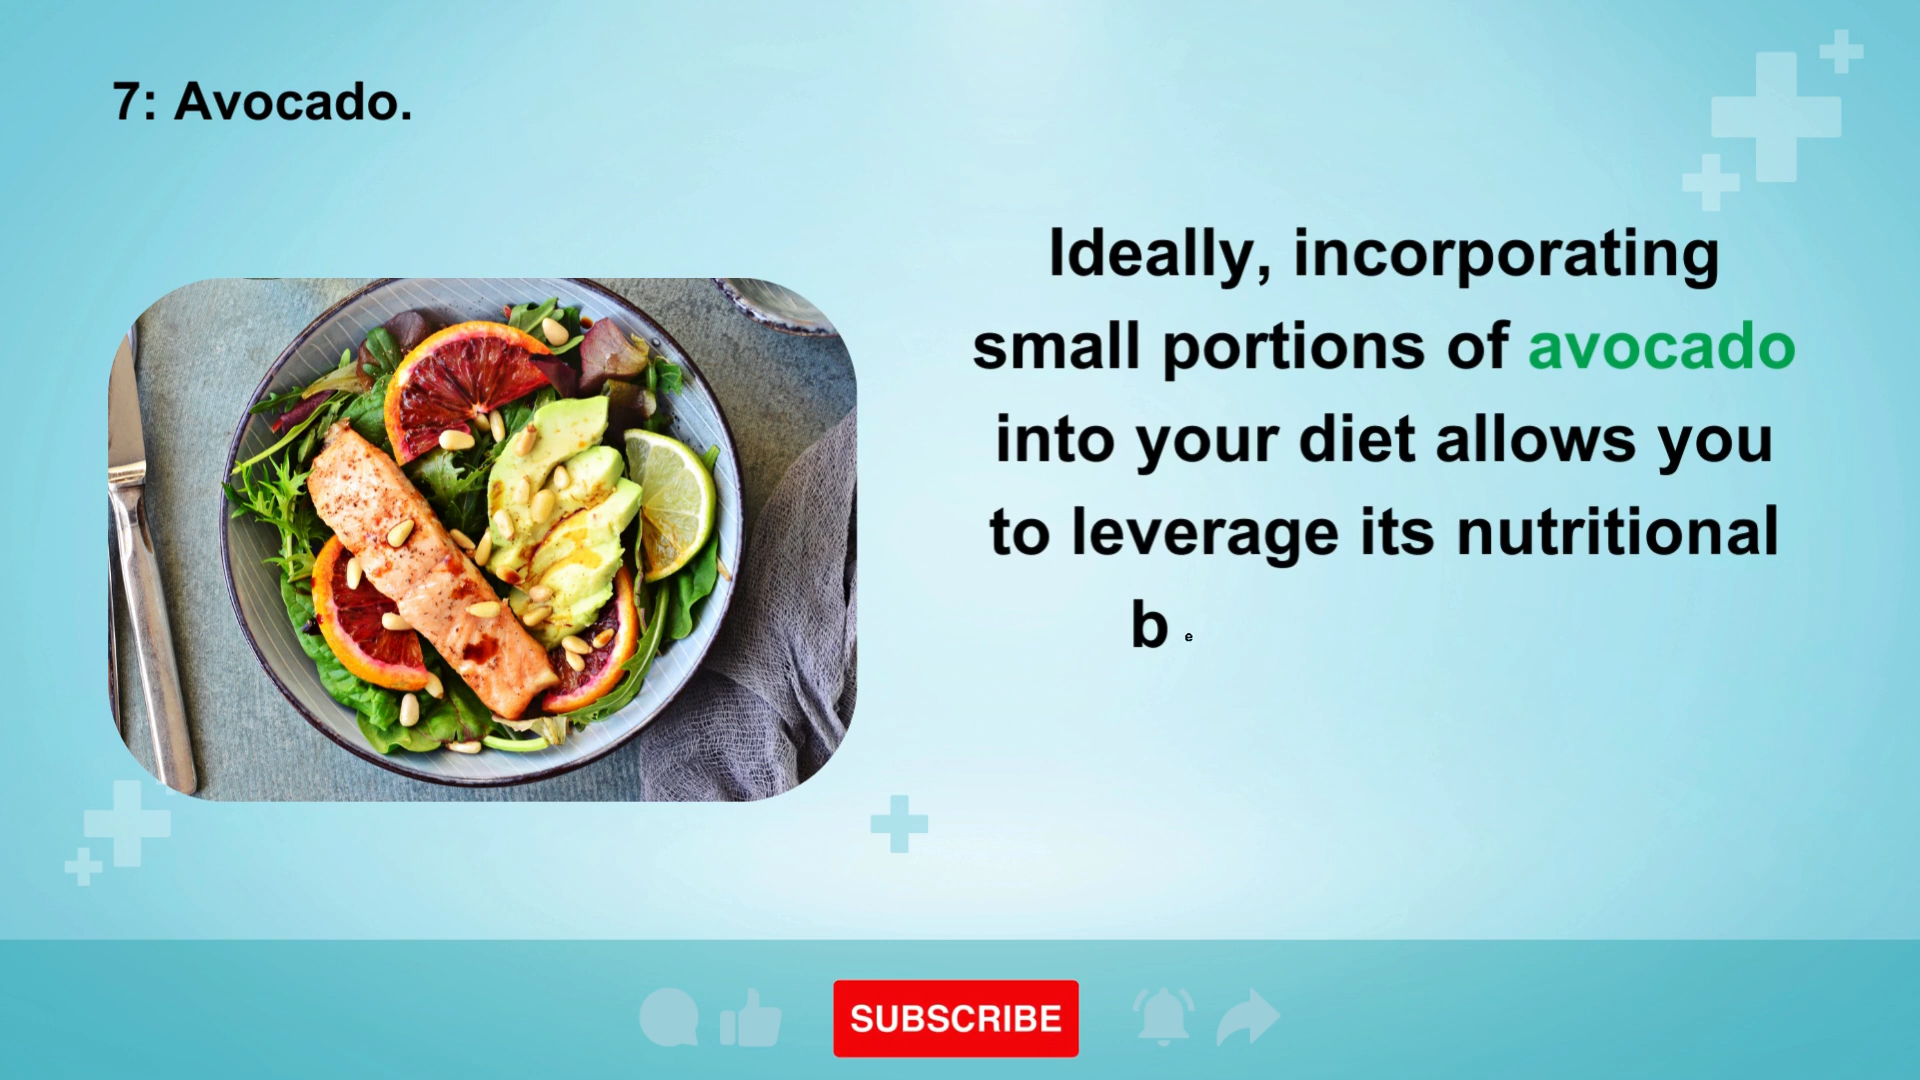 7: Avocado.
Ideally, incorporating
small portions of avocado
into your diet allows you
to leverage its nutritional
b e
SUBSCRIBE